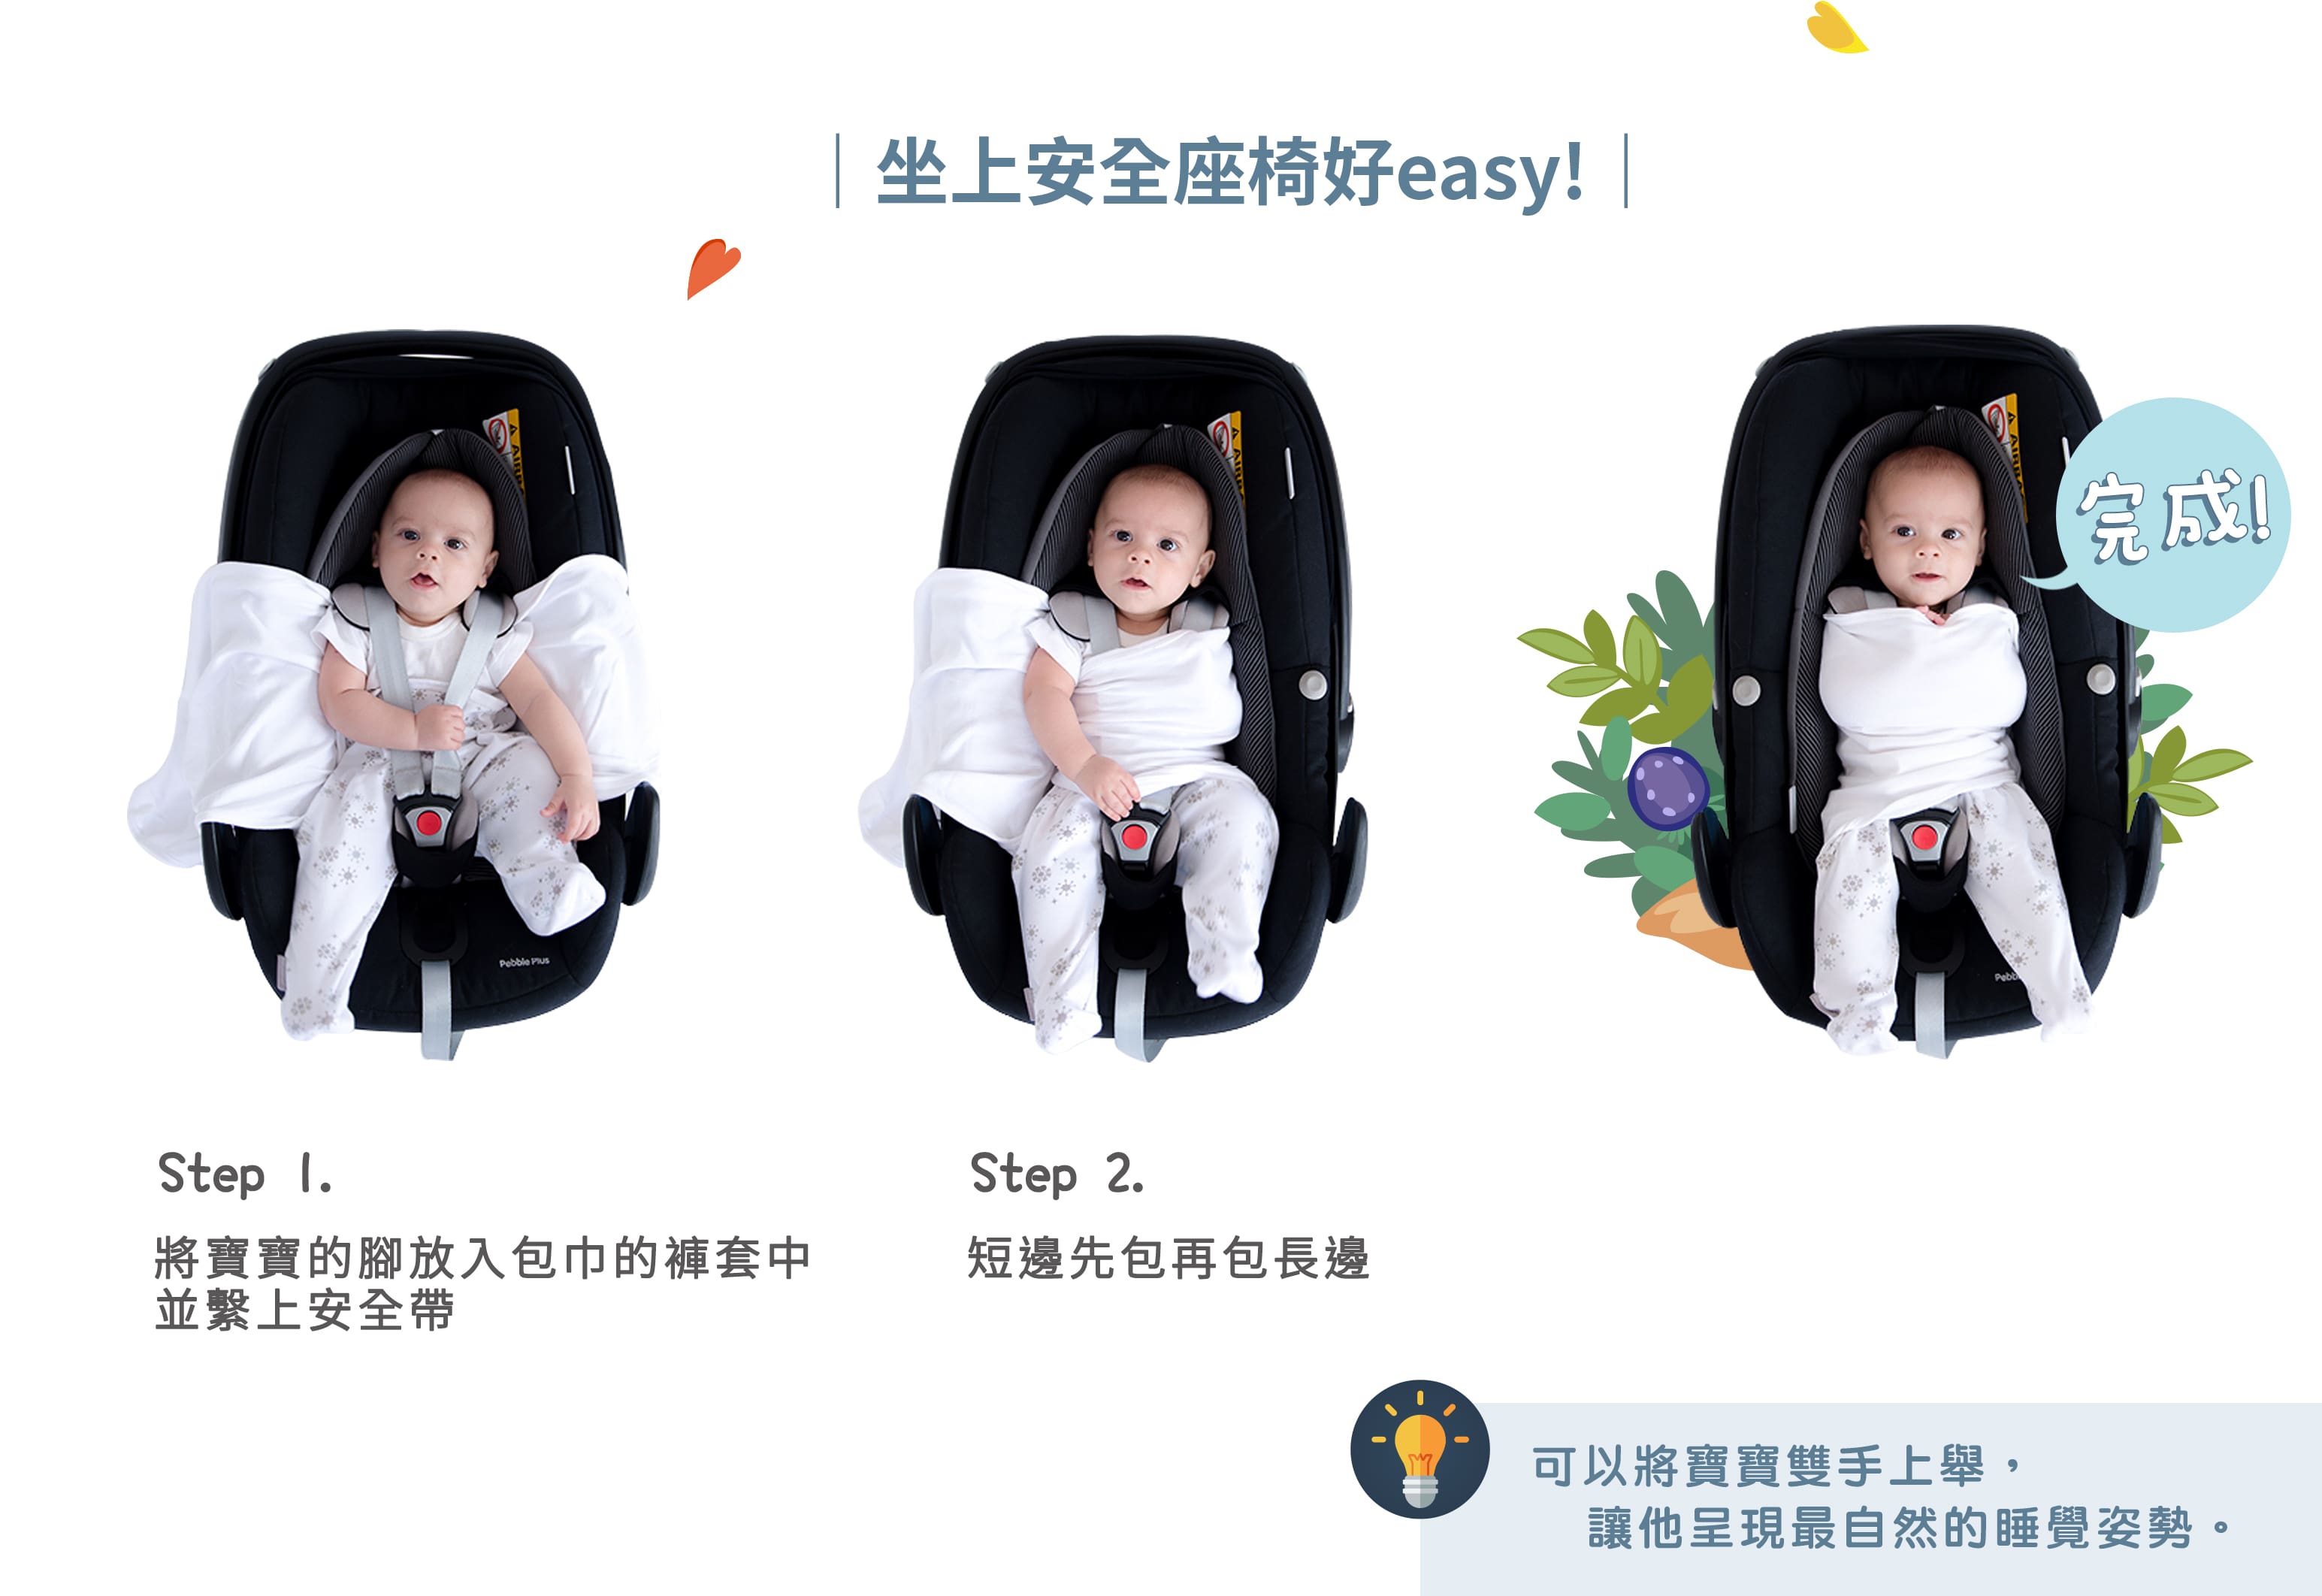 坐上安全座椅好easy!
完成!
Pebble Plus
Step 1.
將寶寶的腳放入包巾的褲套中
並繫上安全帶
Step 2.
短邊先包再包長邊
可以將寶寶雙手上舉，
讓他呈現最自然的睡覺姿勢。